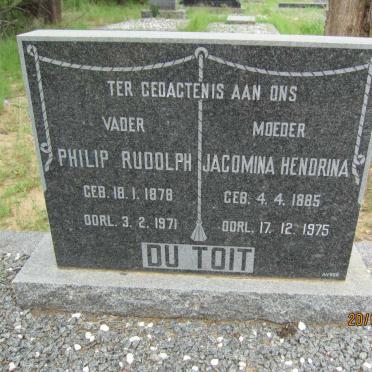 TER GEDACTENIS AAN ONS
VADER
PHILIP RUDOLPH
GEB. 18. 1. 1878
OORL. 3. 2. 1971
MOEDER
JACOMINA HENDRINA
GEB. 4. 4. 1885
OORL. 17. 12. 1975
DU TOIT